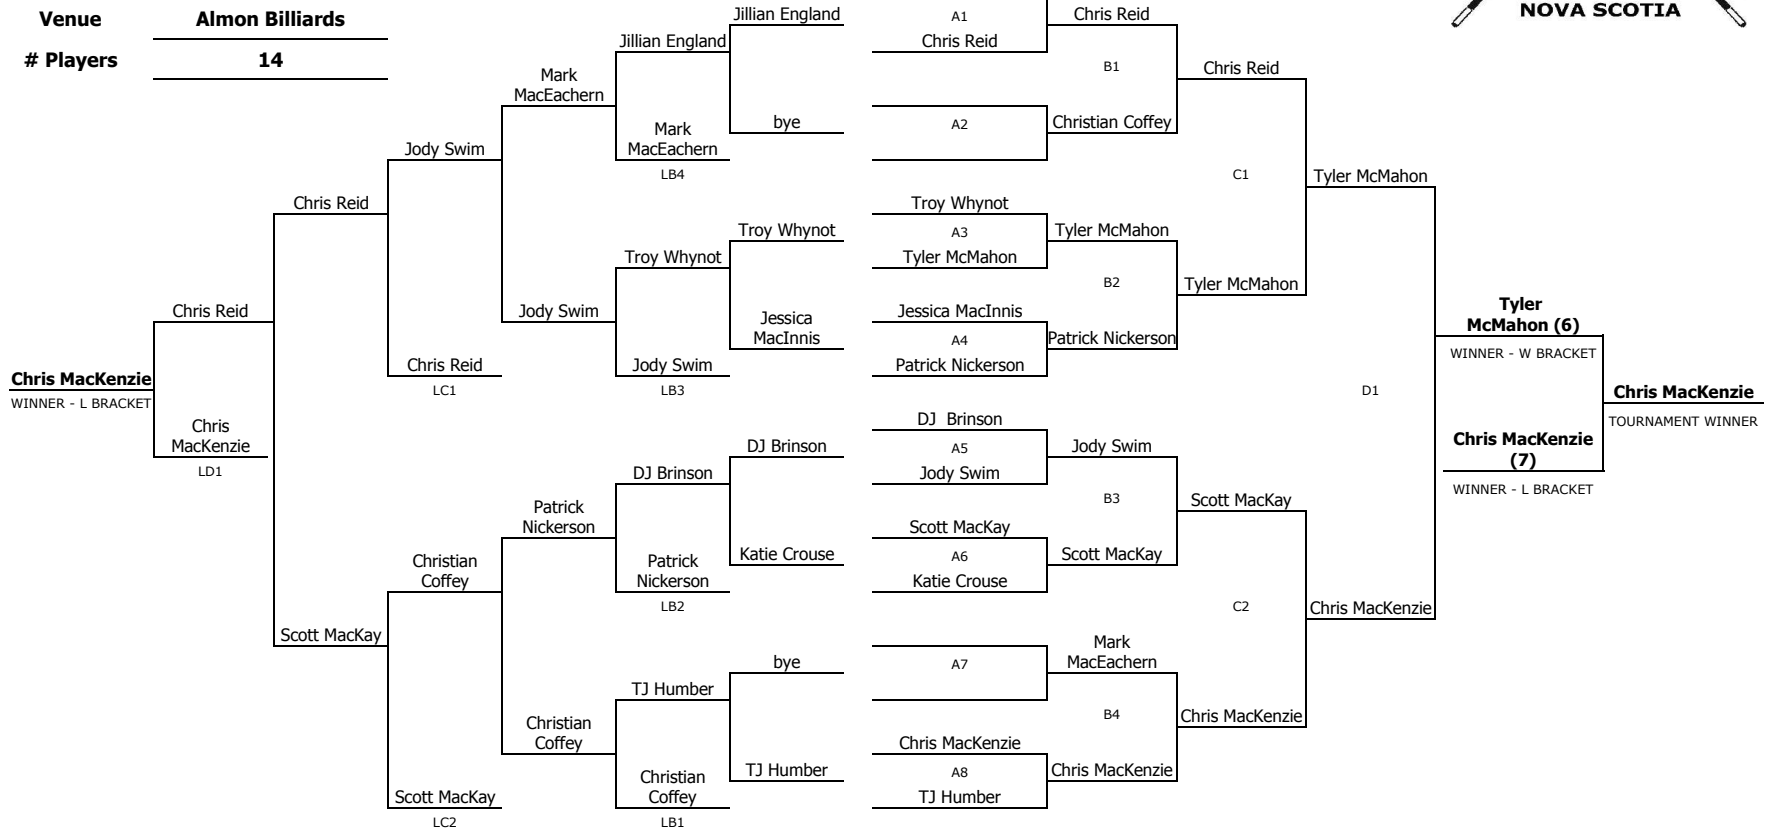 Venue
Almon Billiards
# Players
14
NOVA SCOTIA
Jillian England
Jillian England
Mark
MacEachern
bye
Mark
MacEachern
LB4
Jody Swim
Chris Reid
Troy Whynot
Troy Whynot
Jody Swim
Jessica
MacInnis
Jody Swim
LB3
Chris Reid
Chris Reid
LC1
Chris MacKenzie
WINNER - L BRACKET
Chris
MacKenzie
LD1
DJ Brinson
DJ Brinson
Patrick
Nickerson
Katie Crouse
Patrick
Nickerson
LB2
Christian
Coffey
Scott MacKay
bye
TJ Humber
Christian
Coffey
TJ Humber
Christian
Coffey
LB1
Scott MacKay
LC2
A1
Chris Reid
Chris Reid
B1
Chris Reid
A2
Christian Coffey
C1
Tyler McMahon
Troy Whynot
A3
Tyler McMahon
Tyler McMahon
B2
Tyler McMahon
Jessica MacInnis
A4
Patrick Nickerson
Patrick Nickerson
D1
DJ  Brinson
A5
Jody Swim
Jody Swim
B3
Scott MacKay
Scott MacKay
A6
Scott MacKay
Katie Crouse
C2
Chris MacKenzie
A7
Mark
MacEachern
B4
Chris MacKenzie
Chris MacKenzie
A8
Chris MacKenzie
TJ Humber
Tyler
McMahon (6)
WINNER - W BRACKET
Chris MacKenzie
TOURNAMENT WINNER
Chris MacKenzie
(7)
WINNER - L BRACKET